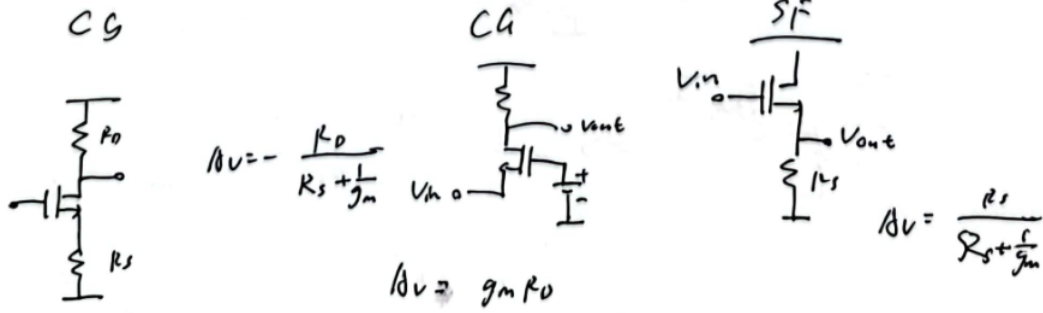 CS
CG
SF
RD
Av = - RD / (Rs + 1/gm)
Vin
Vout
Rs
Av = gm RD
Vin
Vout
+
-
Rs
Av = Rs / (Rs + 1/gm)